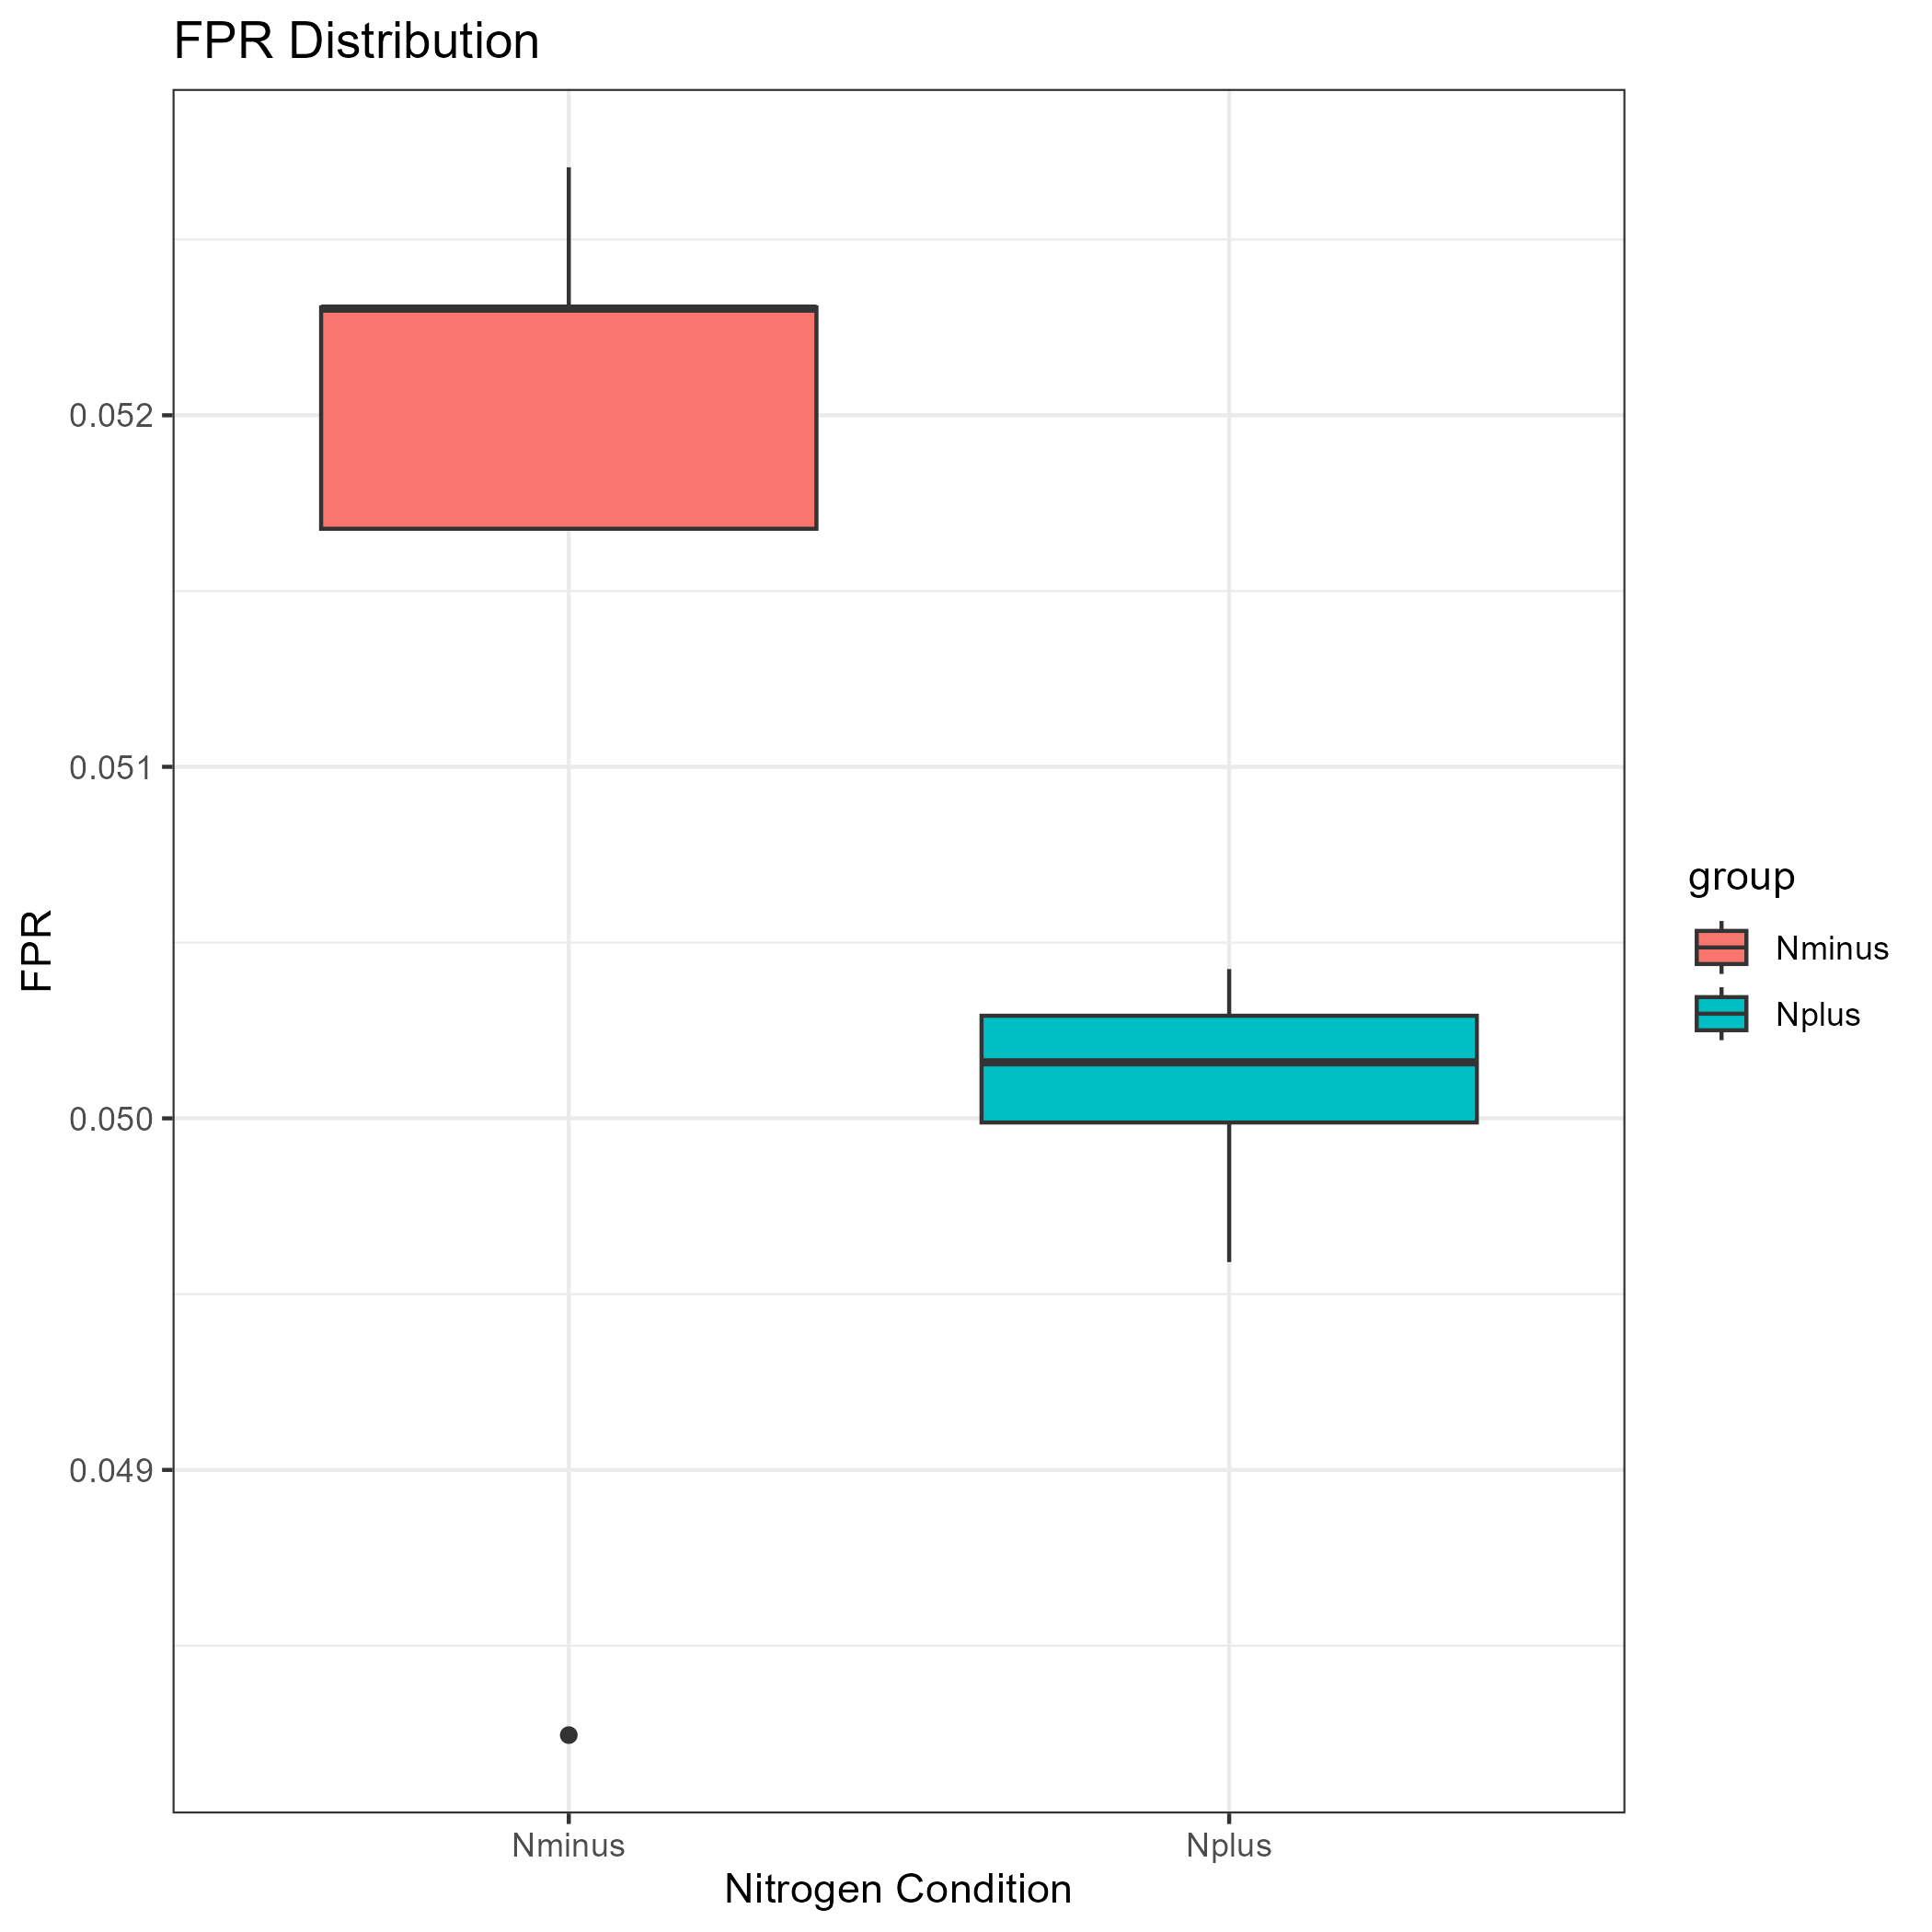 FPR Distribution
FPR
0.052
0.051
0.050
0.049
Nminus
Nplus
Nitrogen Condition
group
Nminus
Nplus